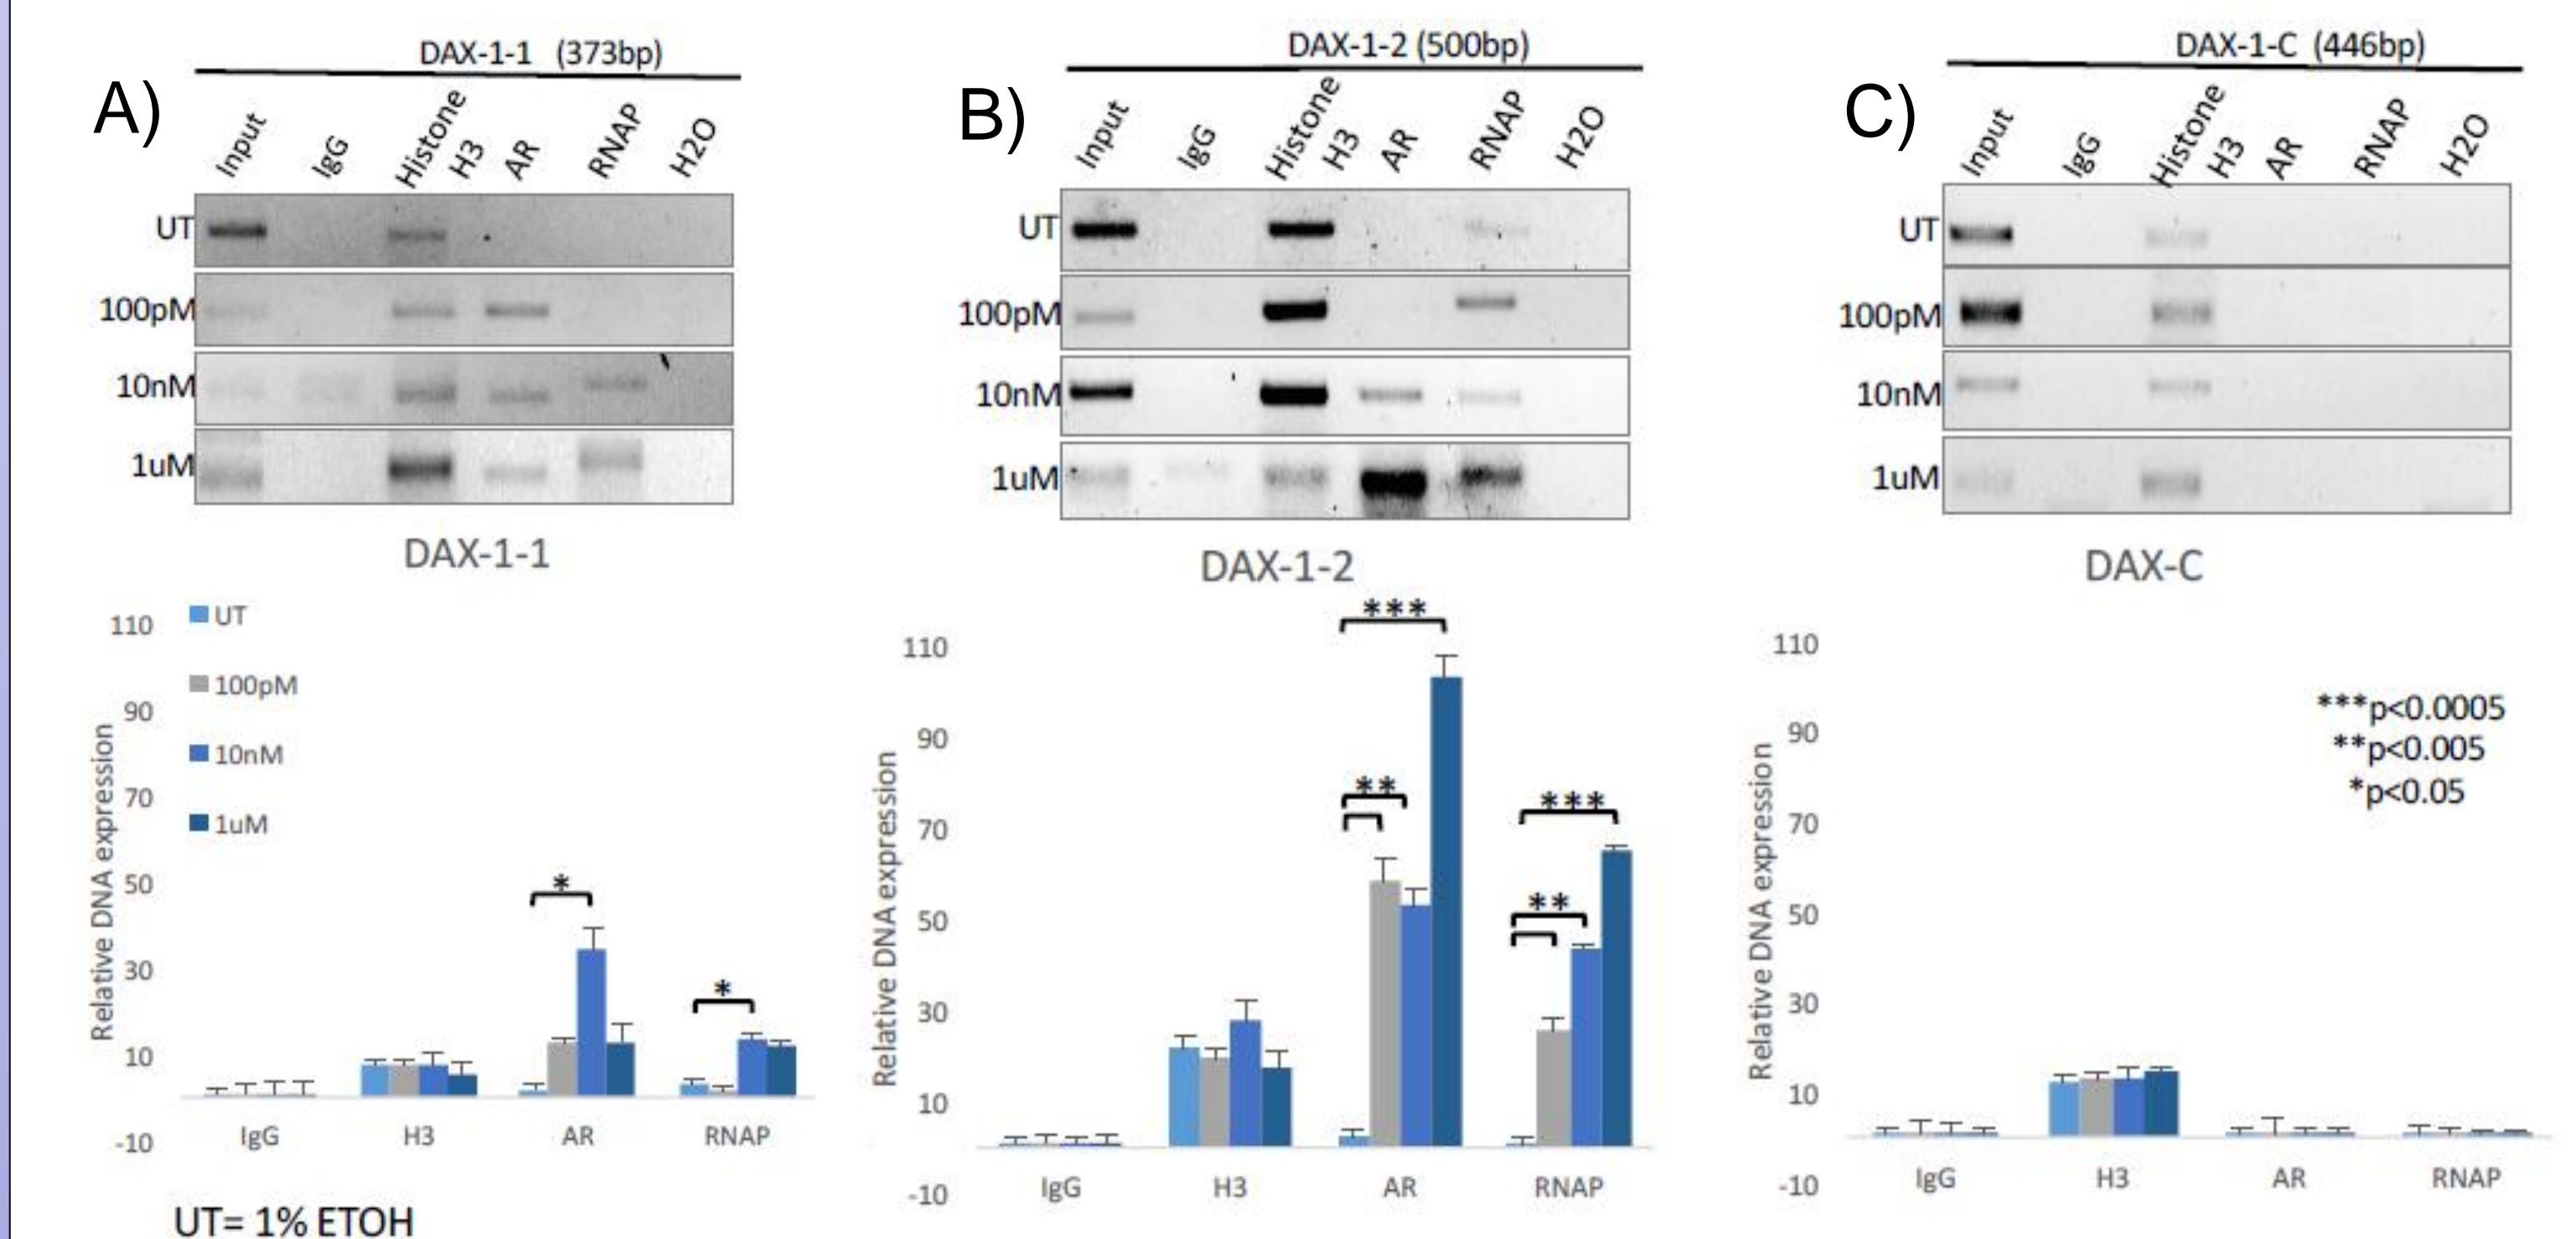 A)
DAX-1-1 (373bp)
Input IgG Histone H3 AR RNAP H2O
UT
100pM
10nM
1uM
DAX-1-1
UT
100pM
10nM
1uM
Relative DNA expression
110
90
70
50
30
10
-10
*
*
IgG H3 AR RNAP
UT= 1% ETOH
B)
DAX-1-2 (500bp)
Input IgG Histone H3 AR RNAP H2O
UT
100pM
10nM
1uM
DAX-1-2
Relative DNA expression
110
90
70
50
30
10
-10
***
**
***
**
IgG H3 AR RNAP
C)
DAX-1-C (446bp)
Input IgG Histone H3 AR RNAP H2O
UT
100pM
10nM
1uM
DAX-C
Relative DNA expression
110
90
70
50
30
10
-10
***p<0.0005
**p<0.005
*p<0.05
IgG H3 AR RNAP